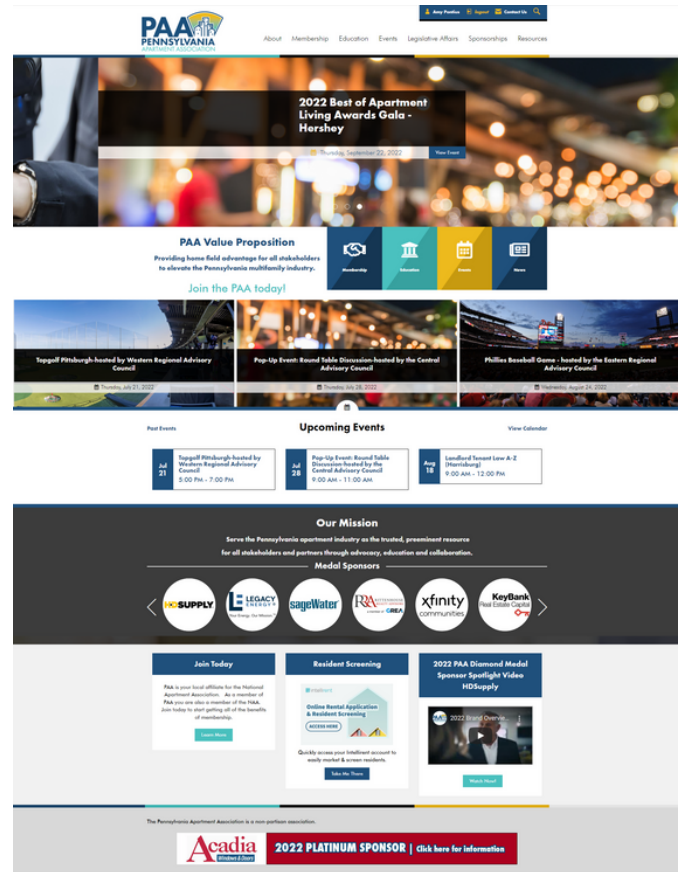 Amy Pontius Logout Contact Us
PAA
PENNSYLVANIA
APARTMENT ASSOCIATION
About Membership Education Events Legislative Affairs Sponsorships Resources
2022 Best of Apartment
Living Awards Gala -
Hershey
Thursday, September 22, 2022
View Event
PAA Value Proposition
Providing home field advantage for all stakeholders
to elevate the Pennsylvania multifamily industry.
Join the PAA today!
Membership Education Events News
Topgolf Pittsburgh-hosted by Western Regional Advisory
Council
Thursday, July 21, 2022
Pop-Up Event: Round Table Discussion-hosted by the Central
Advisory Council
Thursday, July 28, 2022
Phillies Baseball Game - hosted by the Eastern Regional
Advisory Council
Wednesday, August 24, 2022
Past Events
Upcoming Events
View Calendar
Jul
21
Topgolf Pittsburgh-hosted by
Western Regional Advisory
Council
5:00 PM - 7:00 PM
Jul
28
Pop-Up Event: Round Table
Discussion-hosted by the
Central Advisory Council
9:00 AM - 11:00 AM
Aug
18
Landlord Tenant Law A-Z
(Harrisburg)
9:00 AM - 12:00 PM
Our Mission
Serve the Pennsylvania apartment industry as the trusted, preeminent resource
for all stakeholders and partners through advocacy, education and collaboration.
Medal Sponsors
HDSUPPLY
LEGACY
ENERGY
Your Energy. Our Mission.
sageWater
RRA
a member of GREA
xfinity
communities
KeyBank
Real Estate Capital
Join Today
PAA is your local affiliate for the National
Apartment Association. As a member of
PAA you are also a member of the NAA.
Join today to start getting all of the benefits
of membership.
Learn More
Resident Screening
intellirent
Online Rental Application
& Resident Screening
ACCESS HERE
Quickly access your Intellirent account to
easily market & screen residents.
Take Me There
2022 PAA Diamond Medal
Sponsor Spotlight Video
HDSupply
2022 Brand Overvie...
Watch Now!
The Pennsylvania Apartment Association is a non-partisan association.
Acadia
Windows & Doors
2022 PLATINUM SPONSOR | Click here for information